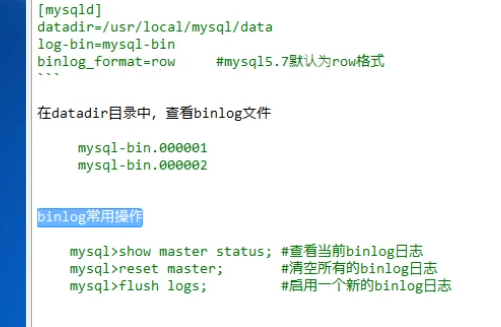 [mysqld]
datadir=/usr/local/mysql/data
log-bin=mysql-bin
binlog_format=row #mysql5.7默认为row格式
```
在datadir目录中，查看binlog文件
mysql-bin.000001
mysql-bin.000002
binlog常用操作
mysql>show master status; #查看当前binlog日志
mysql>reset master; #清空所有的binlog日志
mysql>flush logs; #启用一个新的binlog日志